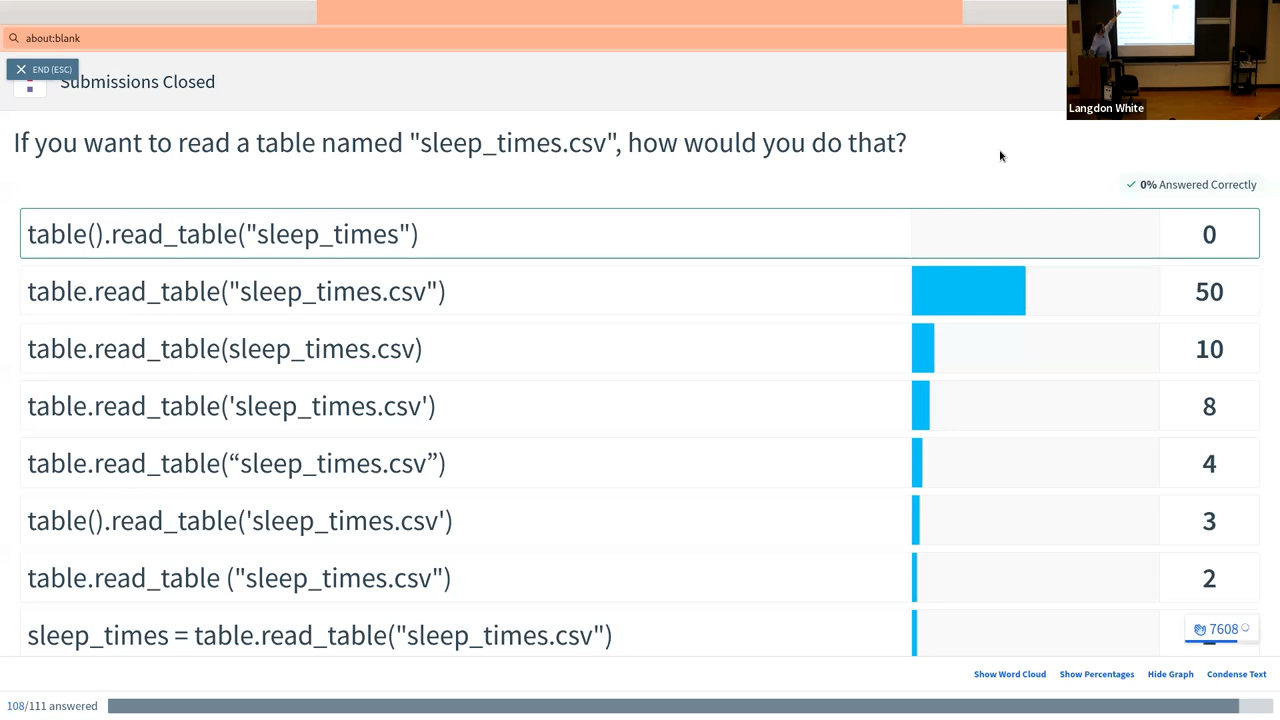 about:blank
END (ESC)
Submissions Closed
Langdon White
If you want to read a table named "sleep_times.csv", how would you do that?
0% Answered Correctly
table().read_table("sleep_times") 0
table.read_table("sleep_times.csv") 50
table.read_table(sleep_times.csv) 10
table.read_table('sleep_times.csv') 8
table.read_table(“sleep_times.csv”) 4
table().read_table('sleep_times.csv') 3
table.read_table ("sleep_times.csv") 2
sleep_times = table.read_table("sleep_times.csv")
7608
Show Word Cloud Show Percentages Hide Graph Condense Text
108/111 answered